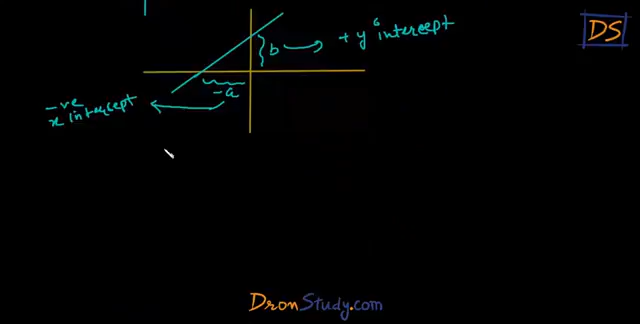 DS
b
+ y intercept
-a
-ve
x intercept
DronStudy.com